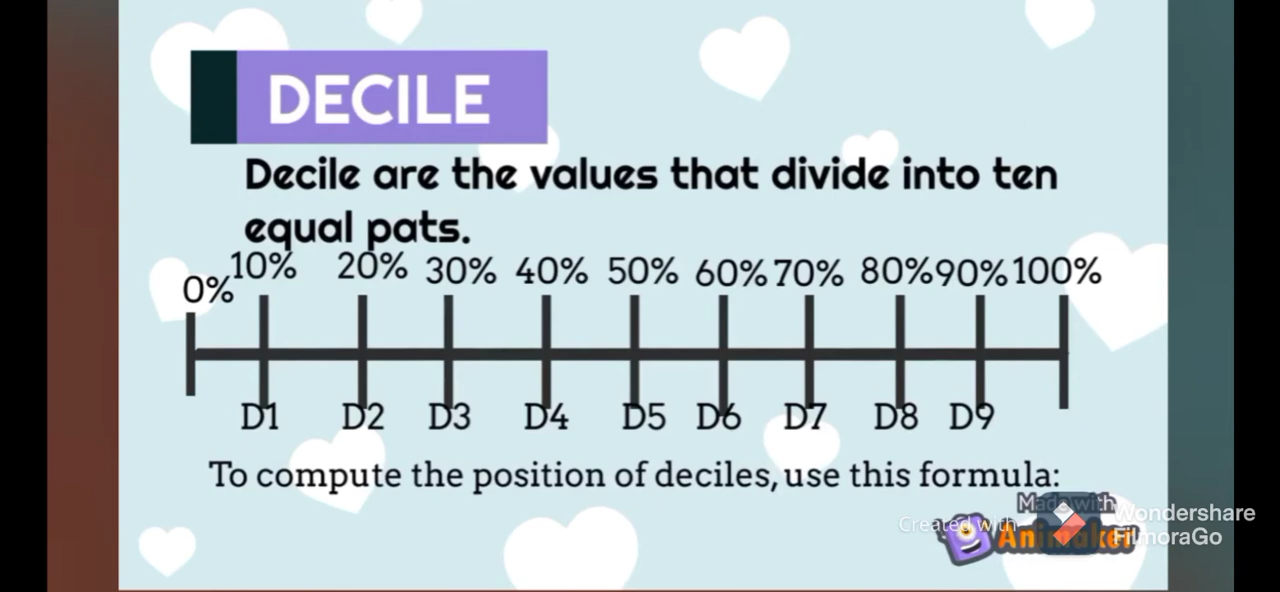 DECILE
Decile are the values that divide into ten
equal pats.
0% 10% 20% 30% 40% 50% 60% 70% 80% 90% 100%
D1 D2 D3 D4 D5 D6 D7 D8 D9
To compute the position of deciles, use this formula:
Made with
Created with
Animaker
Wondershare
FilmoraGo